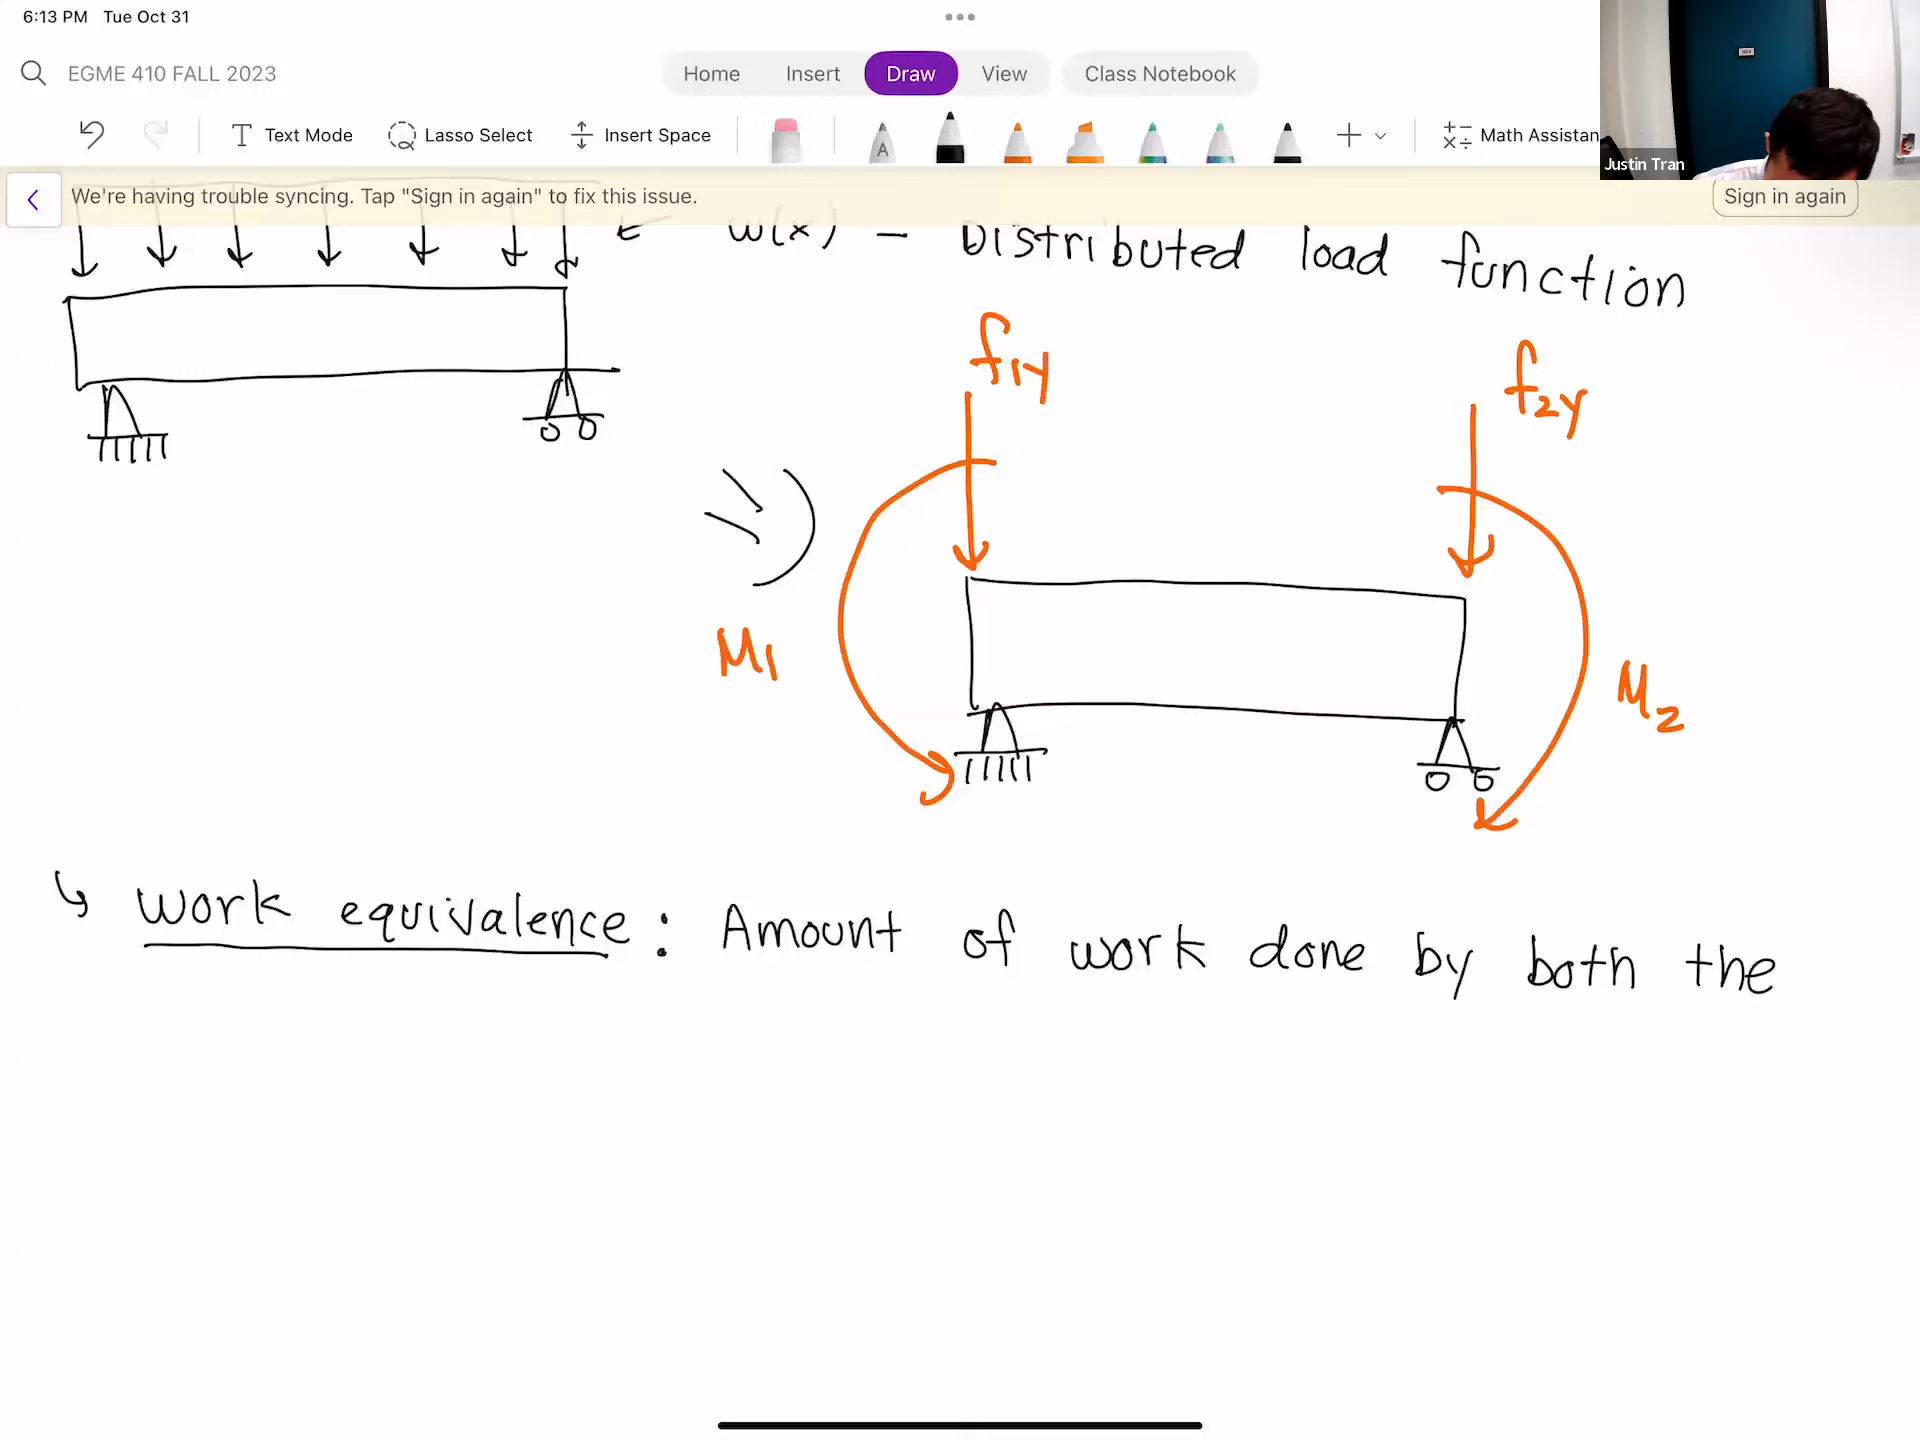 6:13 PM Tue Oct 31
EGME 410 FALL 2023
Home Insert Draw View Class Notebook
Text Mode Lasso Select Insert Space A Math Assistan
Justin Tran
We're having trouble syncing. Tap "Sign in again" to fix this issue.
Sign in again
w(x) - Distributed load function
f1y
f2y
M1
M2
↳ Work equivalence: Amount of work done by both the